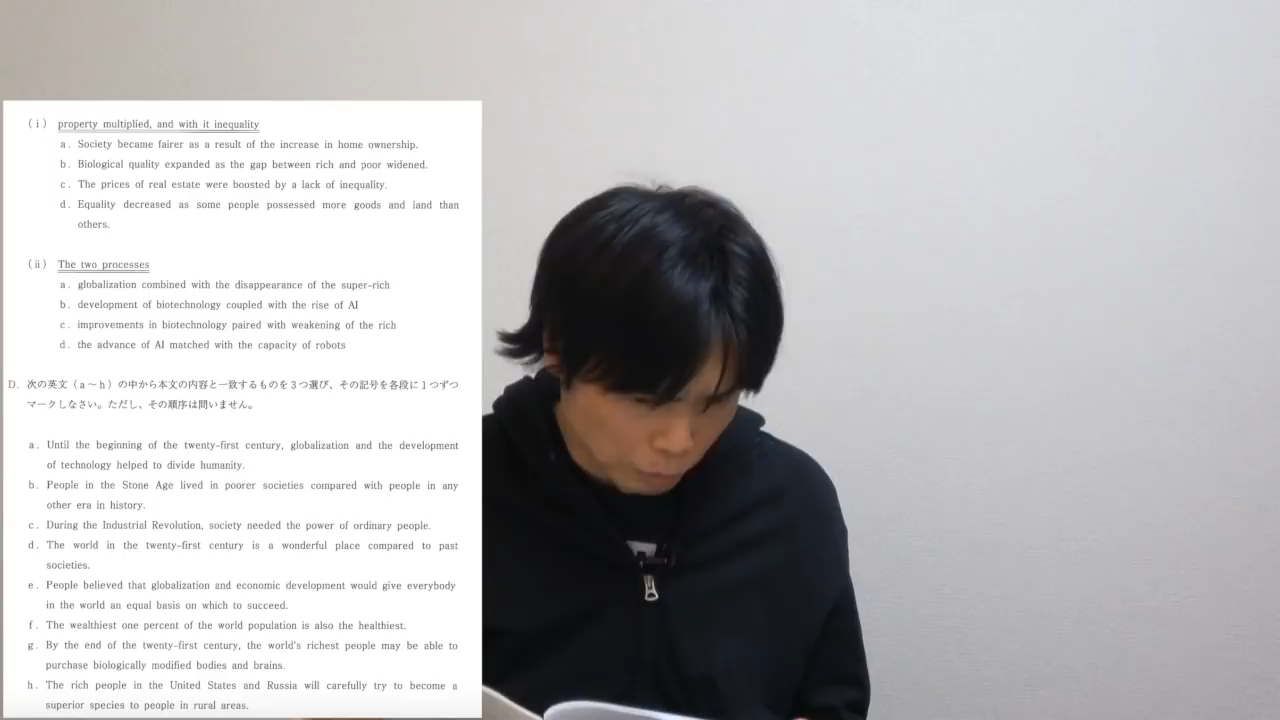 (ⅰ) property multiplied, and with it inequality
a. Society became fairer as a result of the increase in home ownership.
b. Biological quality expanded as the gap between rich and poor widened.
c. The prices of real estate were boosted by a lack of inequality.
d. Equality decreased as some people possessed more goods and land than
others.
(ⅱ) The two processes
a. globalization combined with the disappearance of the super-rich
b. development of biotechnology coupled with the rise of AI
c. improvements in biotechnology paired with weakening of the rich
d. the advance of AI matched with the capacity of robots
D. 次の英文(a~h)の中から本文の内容と一致するものを3つ選び、その記号を各段に1つずつ
マークしなさい。ただし、その順序は問いません。
a. Until the beginning of the twenty-first century, globalization and the development
of technology helped to divide humanity.
b. People in the Stone Age lived in poorer societies compared with people in any
other era in history.
c. During the Industrial Revolution, society needed the power of ordinary people.
d. The world in the twenty-first century is a wonderful place compared to past
societies.
e. People believed that globalization and economic development would give everybody
in the world an equal basis on which to succeed.
f. The wealthiest one percent of the world population is also the healthiest.
g. By the end of the twenty-first century, the world's richest people may be able to
purchase biologically modified bodies and brains.
h. The rich people in the United States and Russia will carefully try to become a
superior species to people in rural areas.